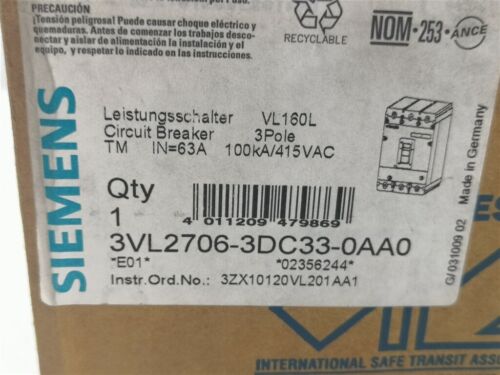 ¡Tensión peligrosa! Puede causar choque eléctrico y
quemaduras. Antes de comenzar los trabajos desco-
nectar y aislar de alimentación la instalación y el
equipo, y respetar lo indicado en las instrucciones.
RECYCLABLE
NOM-253-ANCE
SIEMENS
Leistungsschalter VL160L
Circuit Breaker 3Pole
TM IN=63A 100kA/415VAC
Qty
1
4 011209 479869
3VL2706-3DC33-0AA0
*E01* *02356244*
Instr.Ord.No.: 3ZX10120VL201AA1
G/031009 02 Made in Germany
INTERNATIONAL SAFE TRANSIT ASS